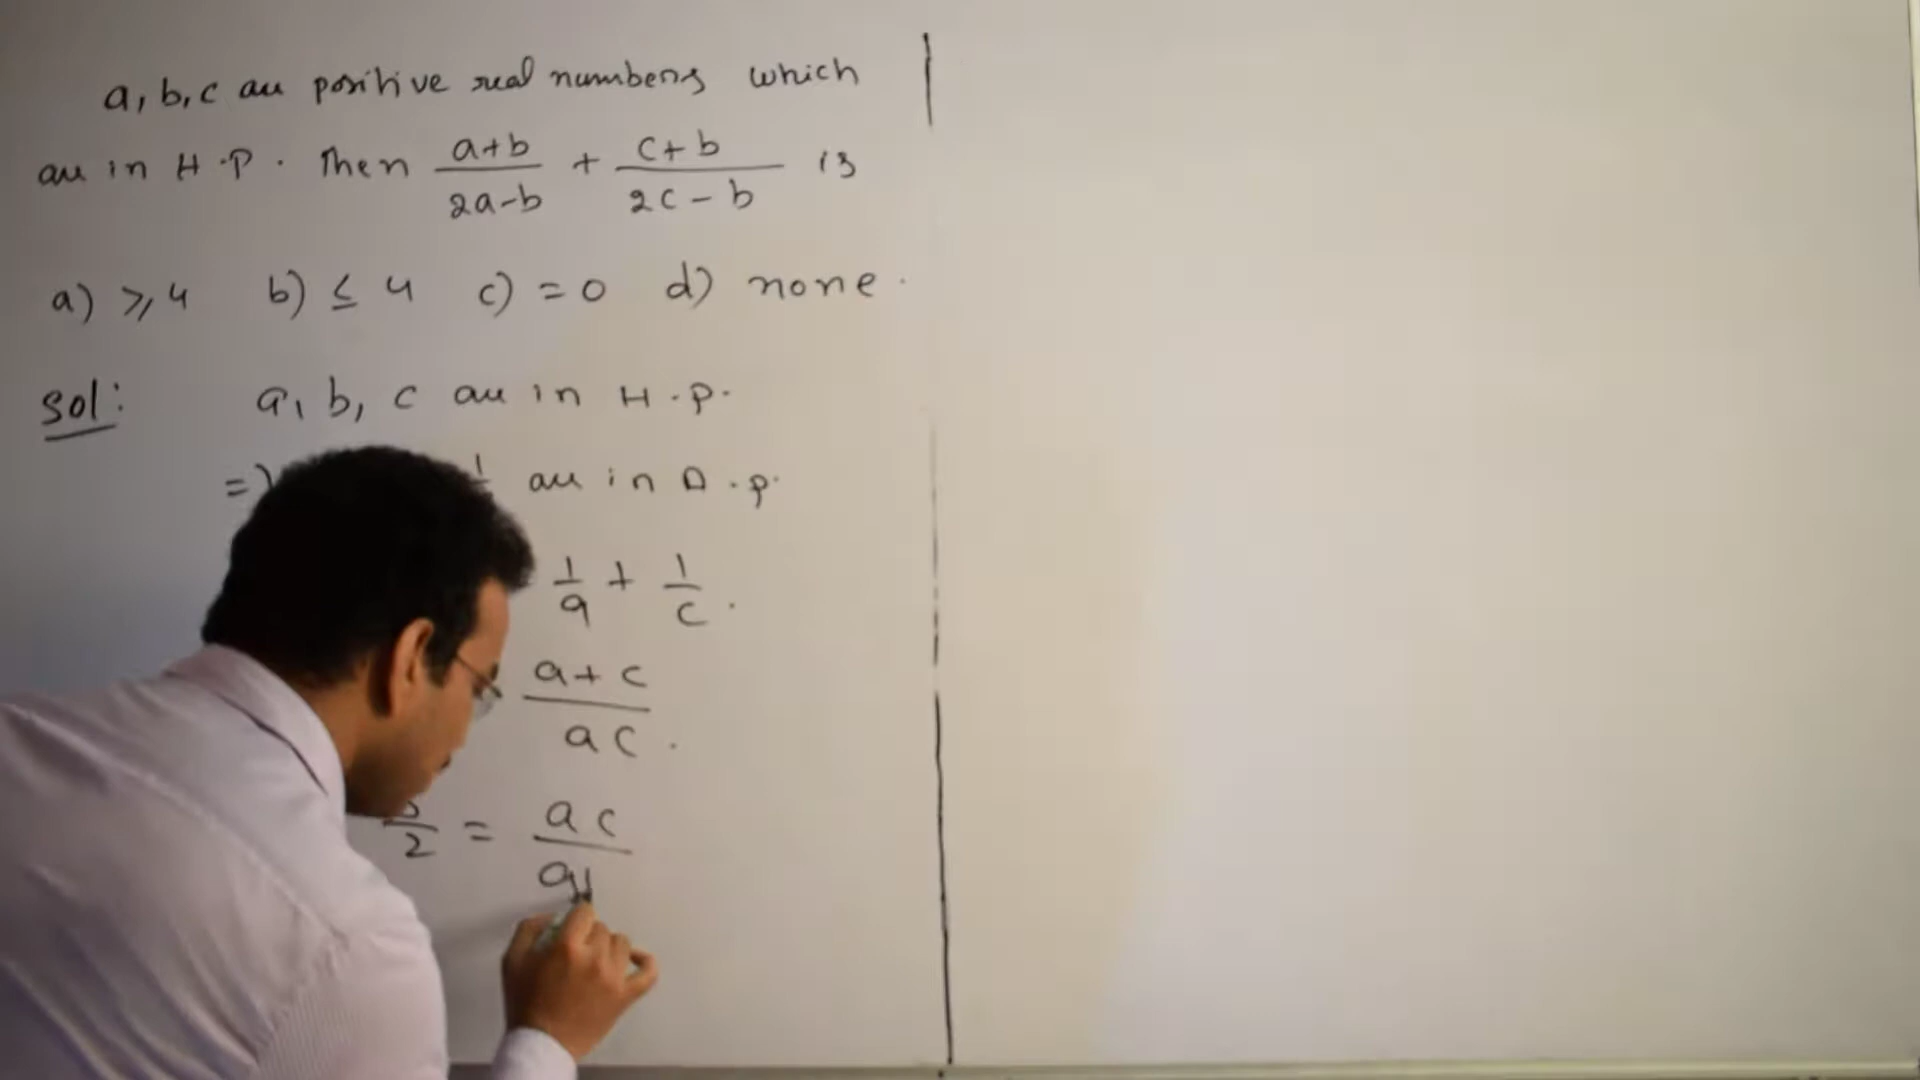 a, b, c are positive real numbers which
are in H.P. Then (a+b)/(2a-b) + (c+b)/(2c-b) is
a) ≥ 4 b) ≤ 4 c) = 0 d) none.
Sol: a, b, c are in H.P.
=> are in A.P.
1/a + 1/c.
(a+c)/(ac).
/2 = ac/a